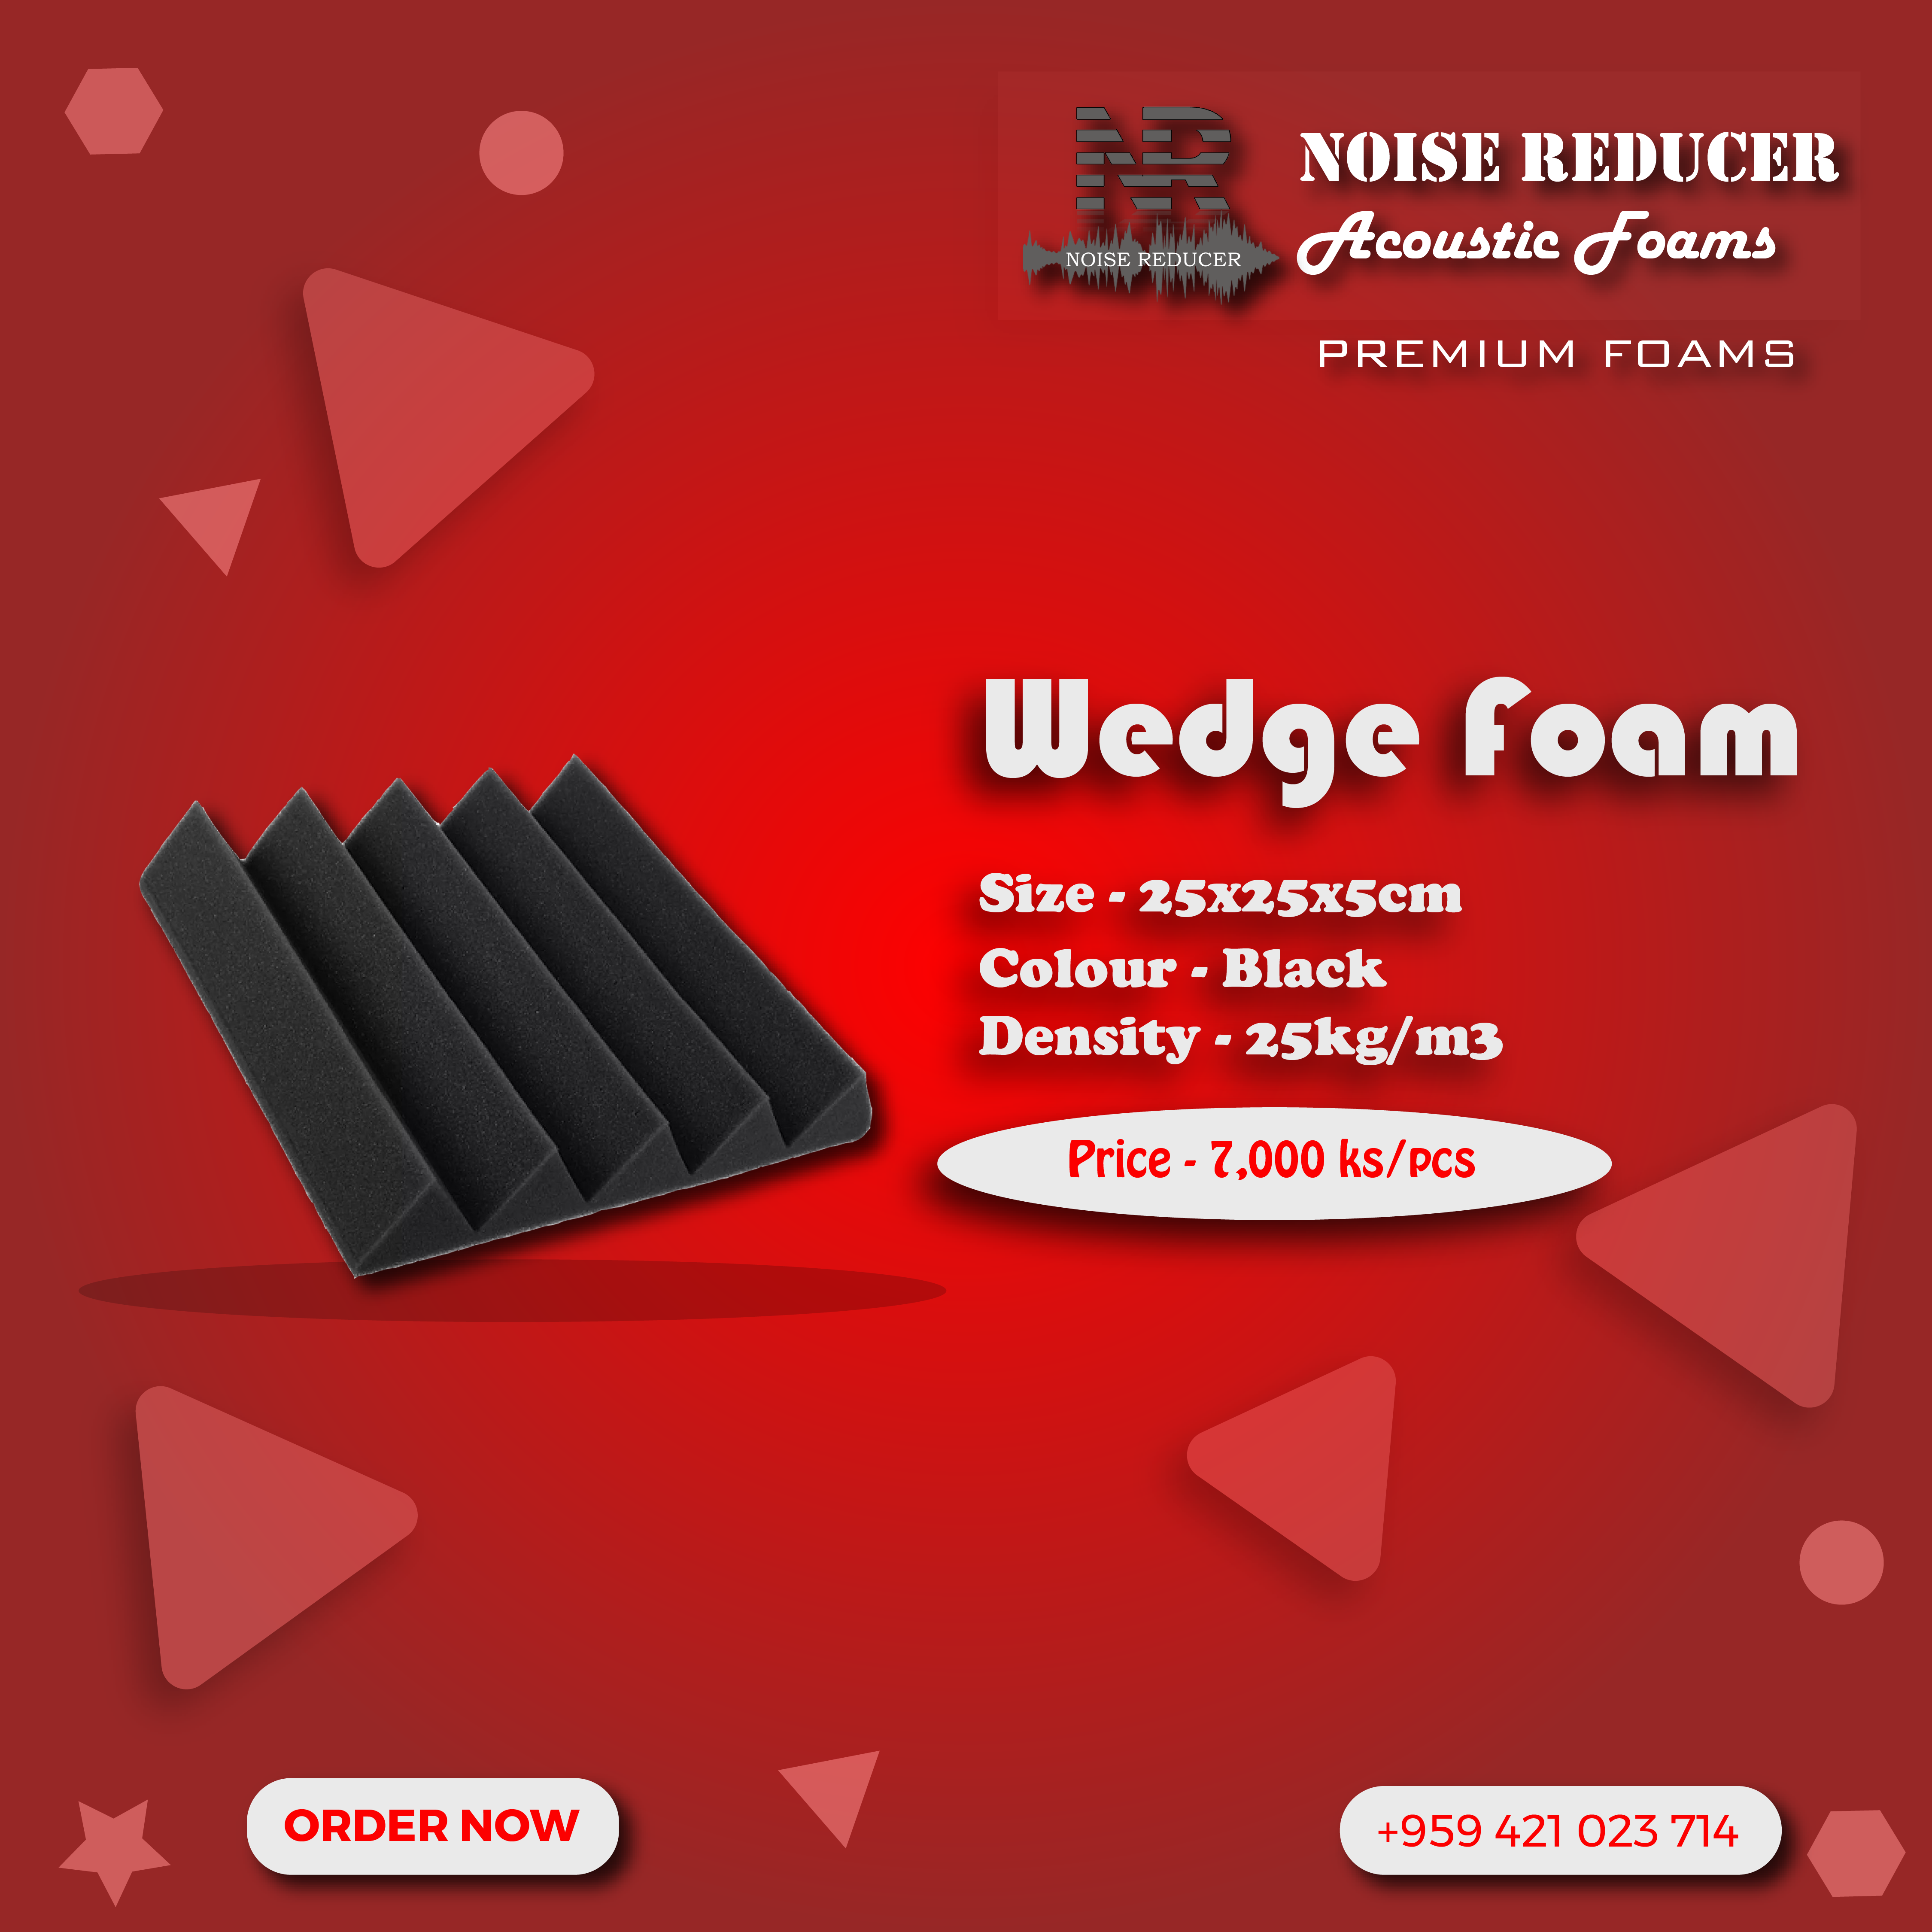 NR
NOISE REDUCER
NOISE REDUCER
Acoustic Foams
PREMIUM FOAMS
Wedge Foam
Size - 25x25x5cm
Colour - Black
Density - 25kg/m3
Price - 7,000 ks/pcs
ORDER NOW
+959 421 023 714